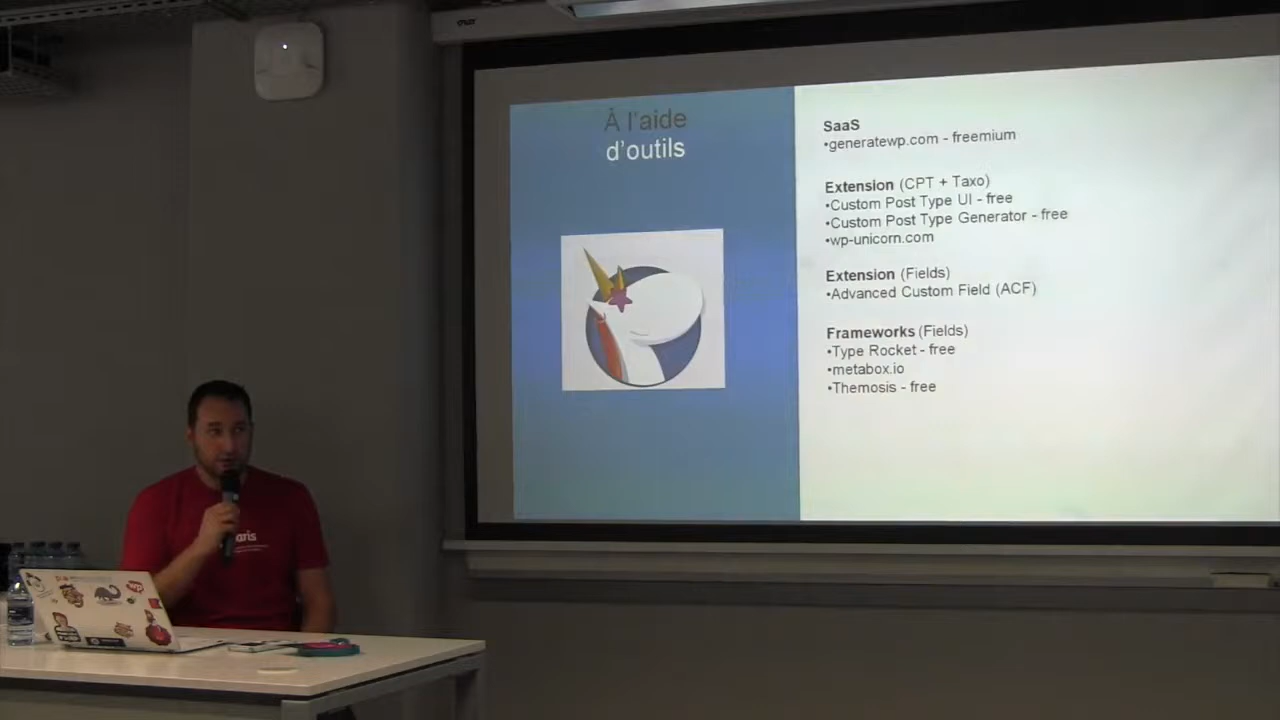 À l'aide
d'outils
SaaS
•generatewp.com - freemium
Extension (CPT + Taxo)
•Custom Post Type UI - free
•Custom Post Type Generator - free
•wp-unicorn.com
Extension (Fields)
•Advanced Custom Field (ACF)
Frameworks (Fields)
•Type Rocket - free
•metabox.io
•Themosis - free
aris